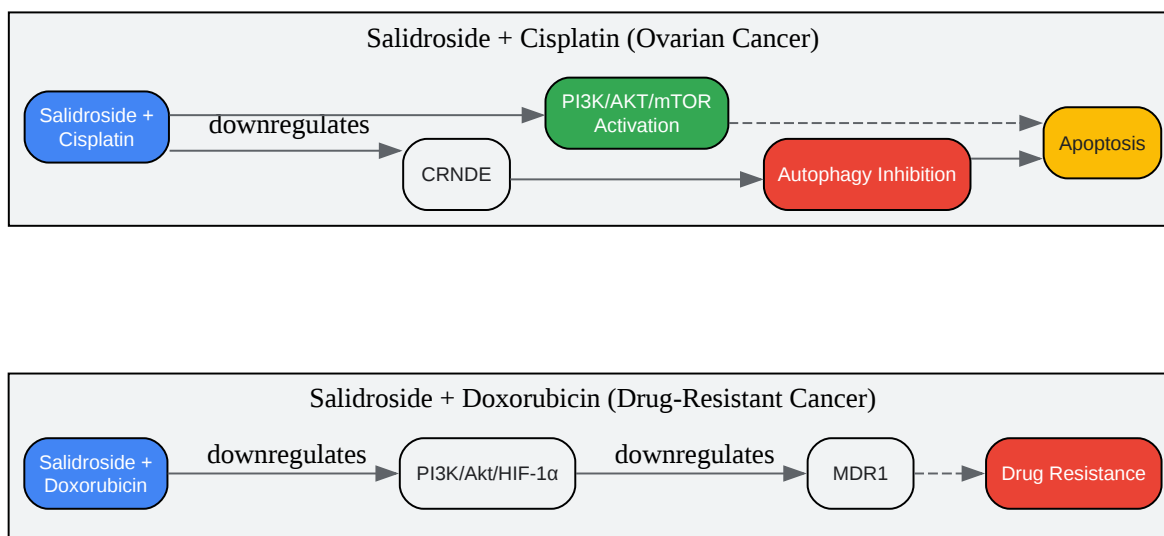 Salidroside + Cisplatin (Ovarian Cancer)
Salidroside +
Cisplatin
downregulates
PI3K/AKT/mTOR
Activation
CRNDE
Autophagy Inhibition
Apoptosis
Salidroside + Doxorubicin (Drug-Resistant Cancer)
Salidroside +
Doxorubicin
downregulates
PI3K/Akt/HIF-1α
downregulates
MDR1
Drug Resistance